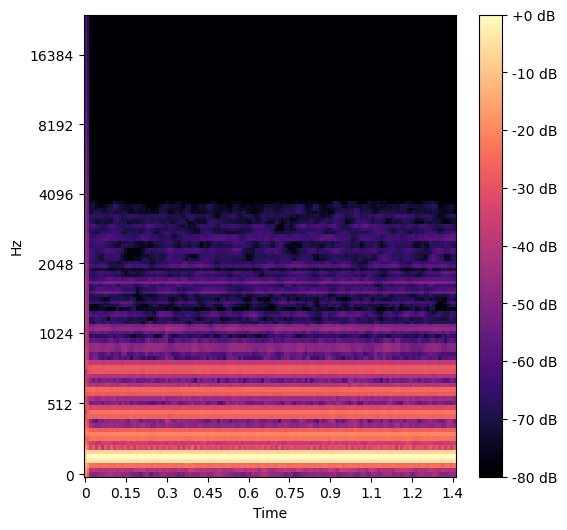 +0 dB
16384
-10 dB
8192
-20 dB
4096
-30 dB
Hz
-40 dB
2048
-50 dB
1024
-60 dB
512
-70 dB
0
-80 dB
0 0.15 0.3 0.45 0.6 0.75 0.9 1.1 1.2 1.4
Time